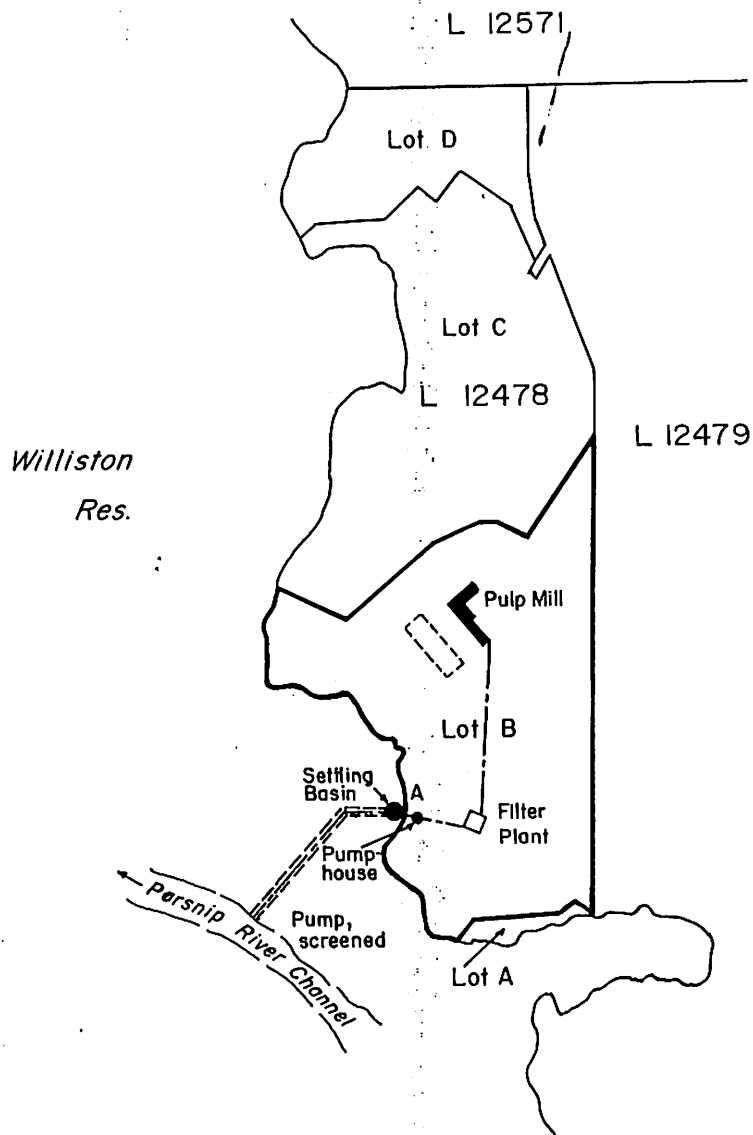 L 12571
Lot D
Lot C
L 12478
L 12479
Williston
Res.
Pulp Mill
Lot B
Settling
Basin
A
Filter
Plant
Pump-
house
Parsnip River Channel
Pump,
screened
Lot A